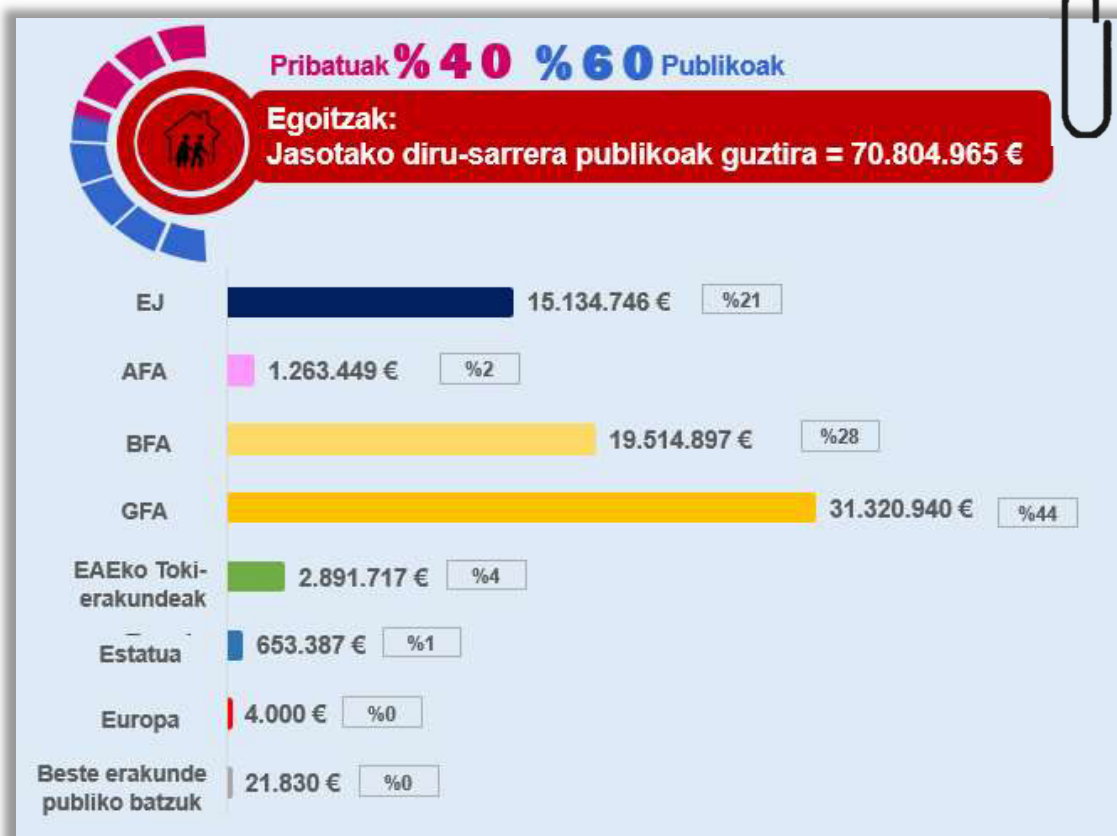 Pribatuak %40 %60 Publikoak
Egoitzak:
Jasotako diru-sarrera publikoak guztira = 70.804.965 €
EJ 15.134.746 € %21
AFA 1.263.449 € %2
BFA 19.514.897 € %28
GFA 31.320.940 € %44
EAEko Toki-
erakundeak 2.891.717 € %4
Estatua 653.387 € %1
Europa 4.000 € %0
Beste erakunde
publiko batzuk 21.830 € %0